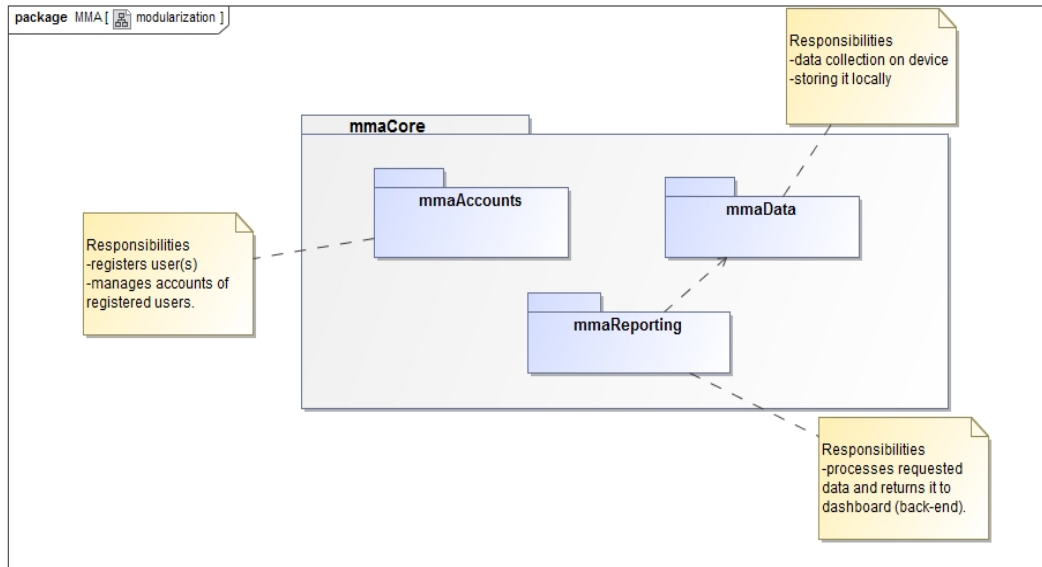 package MMA [ modularization ]
Responsibilities
-data collection on device
-storing it locally
mmaCore
mmaAccounts
mmaData
Responsibilities
-registers user(s)
-manages accounts of
registered users.
mmaReporting
Responsibilities
-processes requested
data and returns it to
dashboard (back-end).